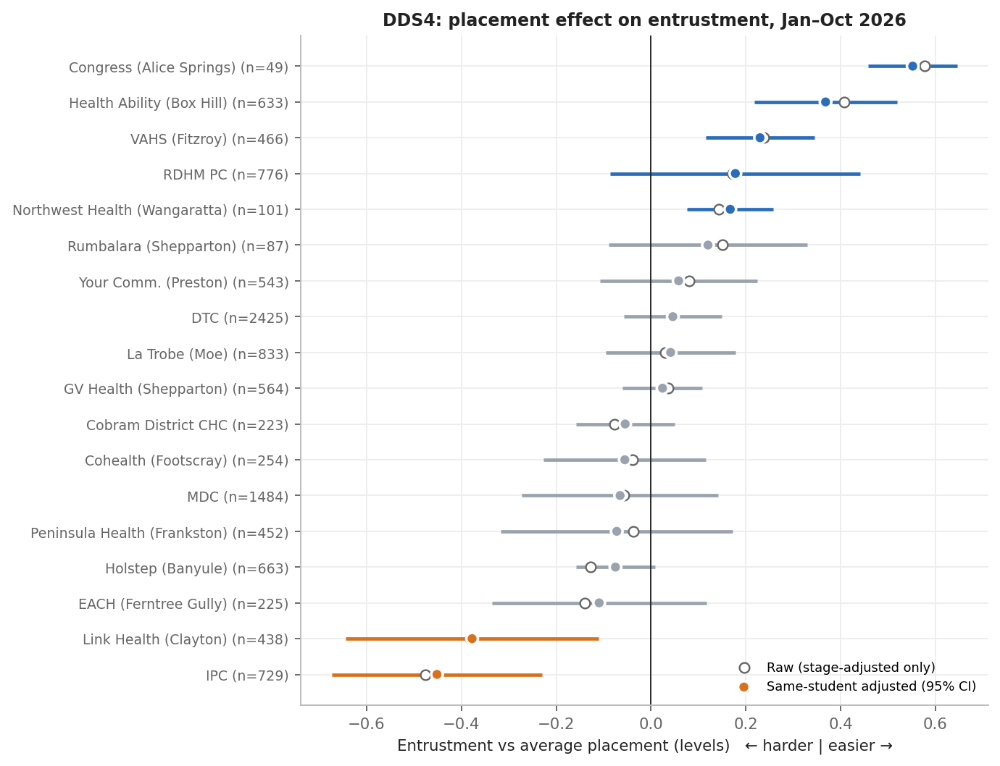 DDS4: placement effect on entrustment, Jan–Oct 2026
Congress (Alice Springs) (n=49)
Health Ability (Box Hill) (n=633)
VAHS (Fitzroy) (n=466)
RDHM PC (n=776)
Northwest Health (Wangaratta) (n=101)
Rumbalara (Shepparton) (n=87)
Your Comm. (Preston) (n=543)
DTC (n=2425)
La Trobe (Moe) (n=833)
GV Health (Shepparton) (n=564)
Cobram District CHC (n=223)
Cohealth (Footscray) (n=254)
MDC (n=1484)
Peninsula Health (Frankston) (n=452)
Holstep (Banyule) (n=663)
EACH (Ferntree Gully) (n=225)
Link Health (Clayton) (n=438)
IPC (n=729)
Raw (stage-adjusted only)
Same-student adjusted (95% CI)
−0.6 −0.4 −0.2 0.0 0.2 0.4 0.6
Entrustment vs average placement (levels) ← harder | easier →